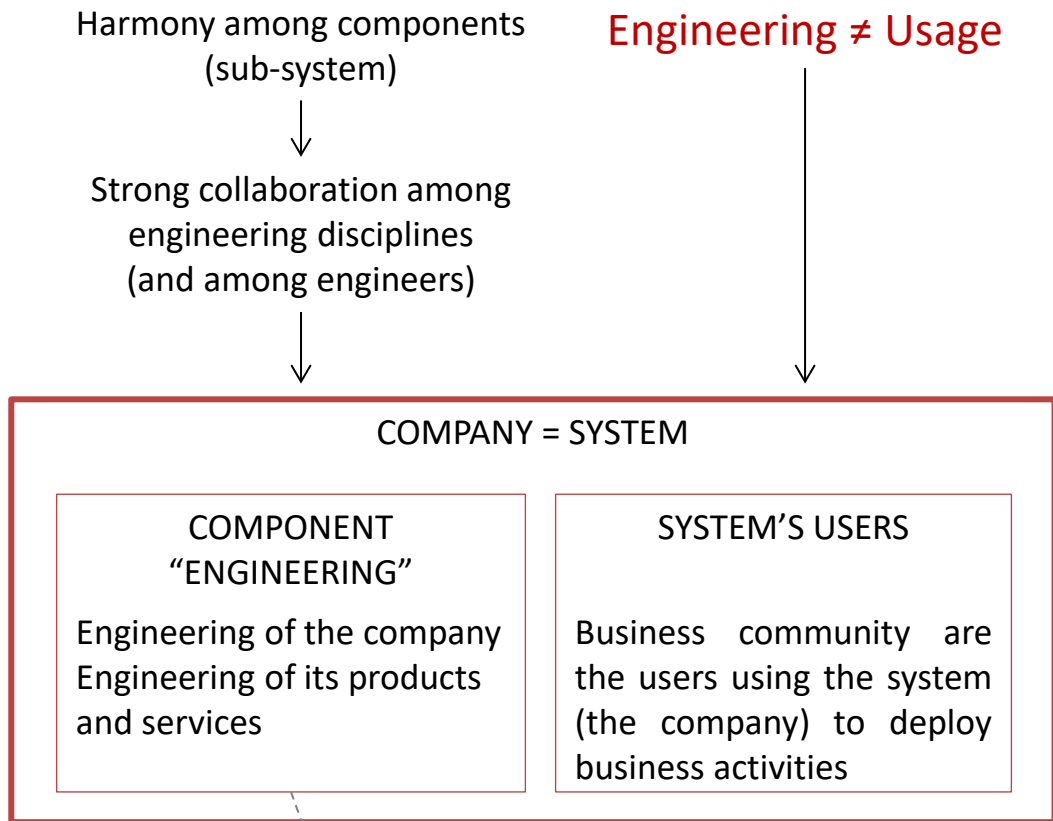 Harmony among components
(sub-system)
Engineering ≠ Usage
Strong collaboration among
engineering disciplines
(and among engineers)
COMPANY = SYSTEM
COMPONENT
“ENGINEERING”
Engineering of the company
Engineering of its products
and services
SYSTEM’S USERS
Business community are
the users using the system
(the company) to deploy
business activities